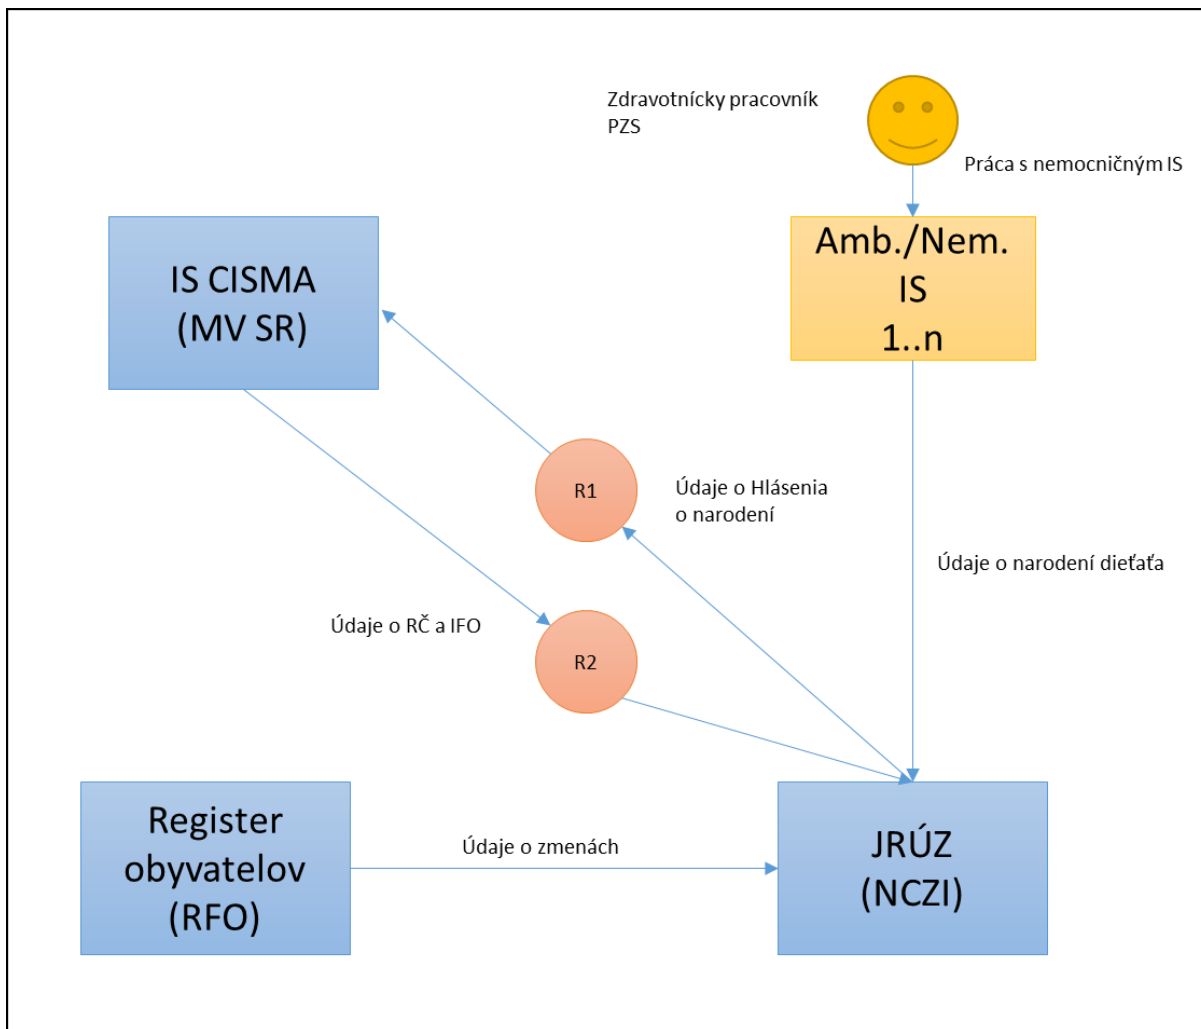 Zdravotnícky pracovník
PZS
Práca s nemocničným IS
IS CISMA
(MV SR)
Amb./Nem.
IS
1..n
R1
Údaje o Hlásenia
o narodení
Údaje o narodení dieťaťa
Údaje o RČ a IFO
R2
Register
obyvatelov
(RFO)
Údaje o zmenách
JRÚZ
(NCZI)